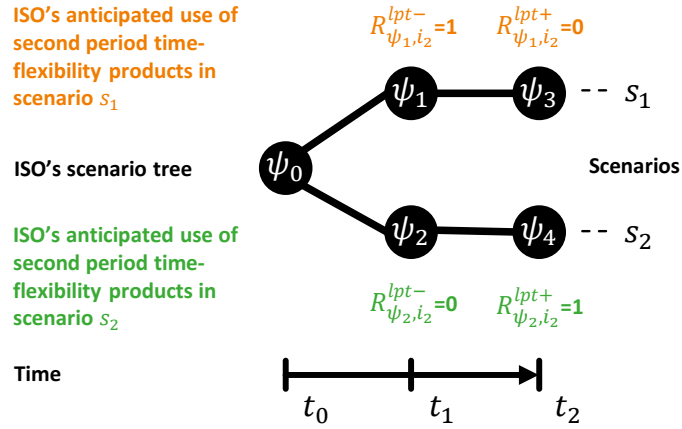 ISO's anticipated use of
second period time-
flexibility products in
scenario s₁
R^{lpt-}_{ψ₁,i₂}=1 R^{lpt+}_{ψ₁,i₂}=0
ψ₁ ψ₃ -- s₁
ISO's scenario tree ψ₀ Scenarios
ISO's anticipated use of
second period time-
flexibility products in
scenario s₂
ψ₂ ψ₄ -- s₂
R^{lpt-}_{ψ₂,i₂}=0 R^{lpt+}_{ψ₂,i₂}=1
Time
t₀ t₁ t₂